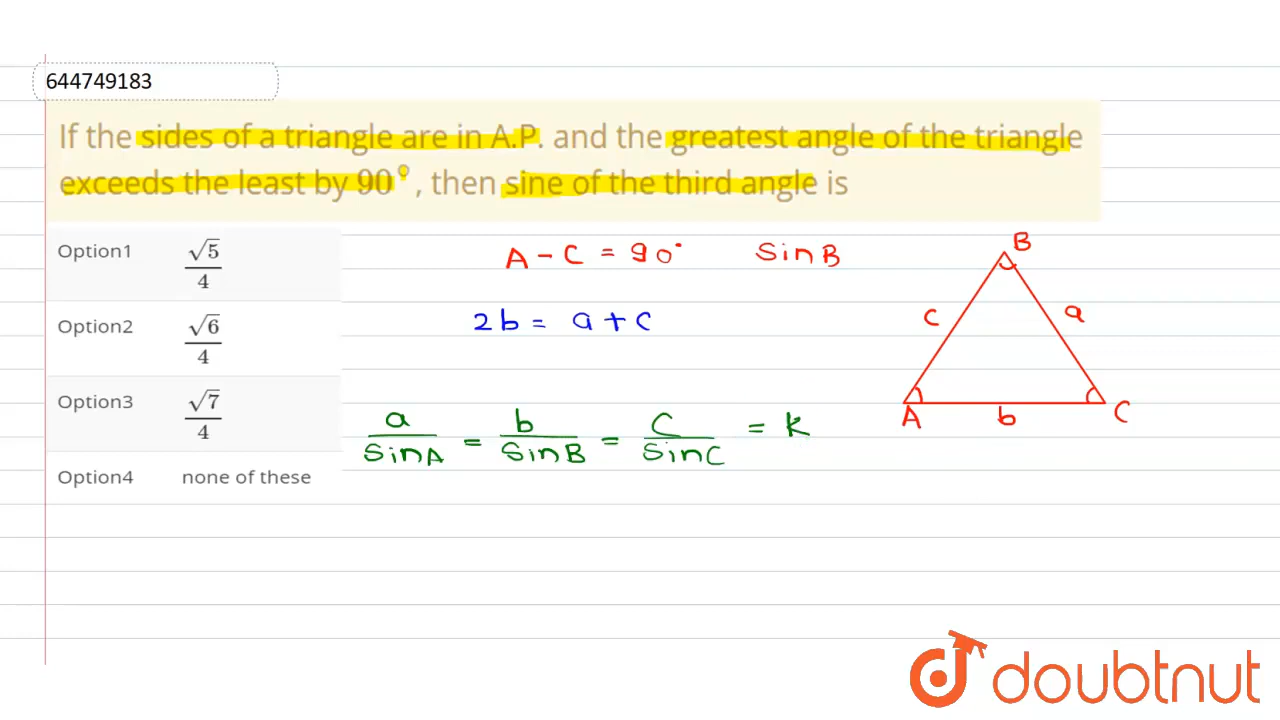 644749183
If the sides of a triangle are in A.P. and the greatest angle of the triangle
exceeds the least by 90°, then sine of the third angle is
Option1 √5/4
Option2 √6/4
Option3 √7/4
Option4 none of these
A - C = 90° SinB
2b = a + c
a/SinA = b/SinB = C/SinC = k
B
c a
A b C
doubtnut